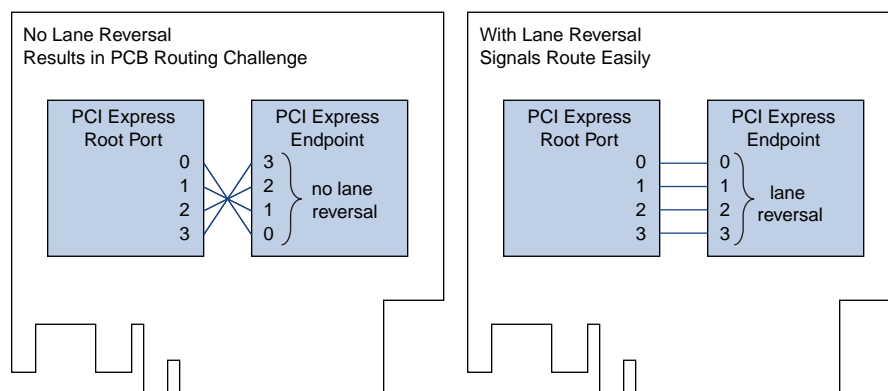 No Lane Reversal
Results in PCB Routing Challenge
PCI Express
Root Port
0
1
2
3
PCI Express
Endpoint
3
2
1
0
no lane
reversal
With Lane Reversal
Signals Route Easily
PCI Express
Root Port
0
1
2
3
PCI Express
Endpoint
0
1
2
3
lane
reversal